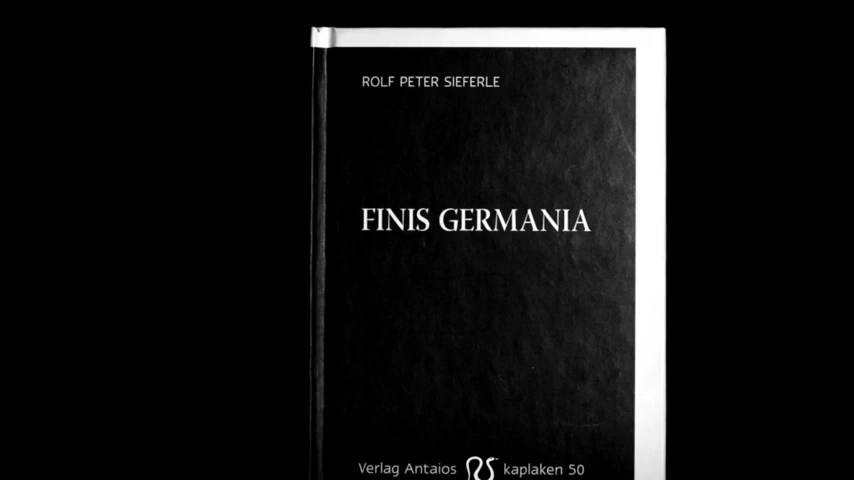 ROLF PETER SIEFERLE
FINIS GERMANIA
Verlag Antaios kaplaken 50